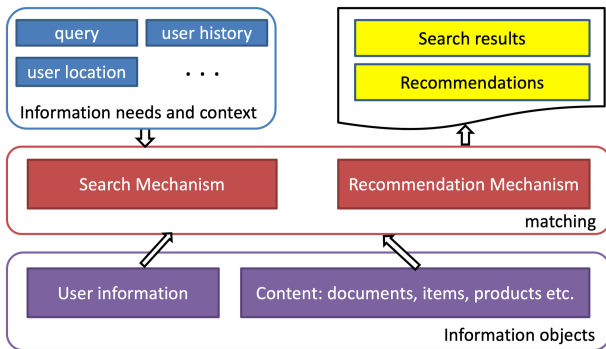 query
user history
user location
. . .
Information needs and context
Search results
Recommendations
Search Mechanism
Recommendation Mechanism
matching
User information
Content: documents, items, products etc.
Information objects